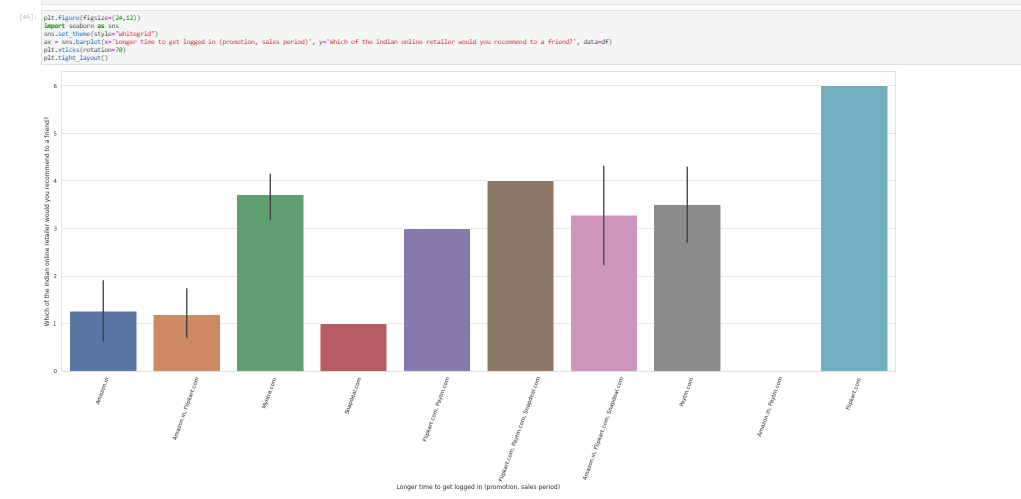 [45]:
plt.figure(figsize=(24,12))
import seaborn as sns
sns.set_theme(style="whitegrid")
ax = sns.barplot(x='Longer time to get logged in (promotion, sales period)', y='Which of the Indian online retailer would you recommend to a friend?', data=df)
plt.xticks(rotation=70)
plt.tight_layout()
Which of the Indian online retailer would you recommend to a friend?
6
5
4
3
2
1
0
Amazon.in
Amazon.in, Flipkart.com
Myntra.com
Snapdeal.com
Flipkart.com, Paytm.com
Flipkart.com, Paytm.com, Snapdeal.com
Amazon.in, Flipkart.com, Snapdeal.com
Paytm.com
Amazon.in, Paytm.com
Flipkart.com
Longer time to get logged in (promotion, sales period)